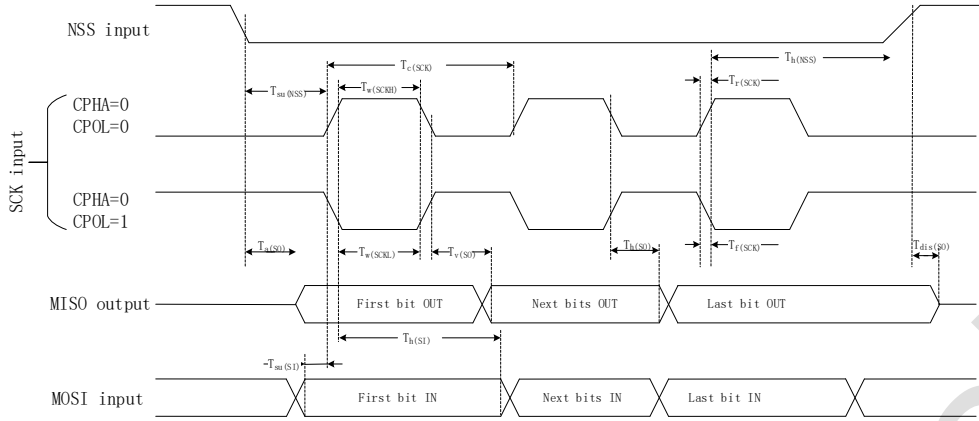 NSS input
Tc(SCK)
Th(NSS)
Tsu(NSS)
Tw(SCKH)
Tr(SCK)
CPHA=0
CPOL=0
SCK input
CPHA=0
CPOL=1
Ta(SO)
Tw(SCKL)
Tv(SO)
Th(SO)
Tf(SCK)
Tdis(SO)
MISO output
First bit OUT
Next bits OUT
Last bit OUT
Th(SI)
Tsu(SI)
MOSI input
First bit IN
Next bits IN
Last bit IN